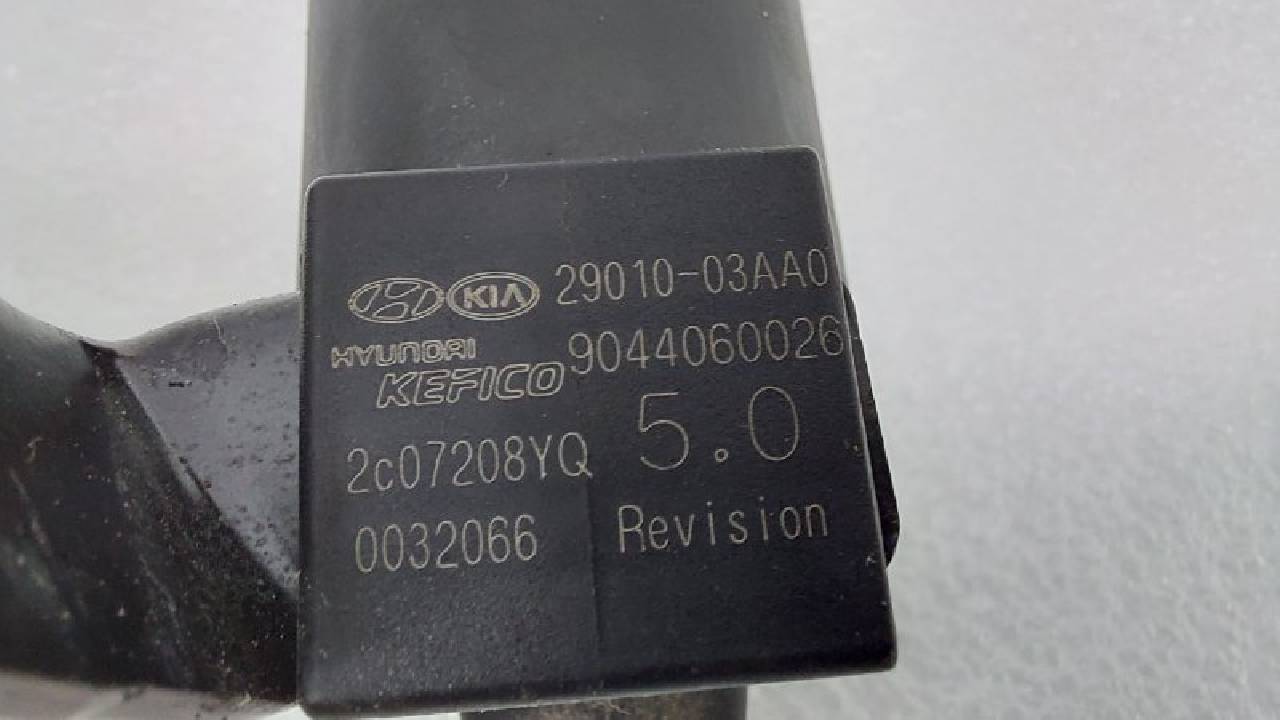 KIA 29010-03AA0
HYUNDAI
KEFICO
9044060026
5.0
2c07208YQ
0032066
Revision